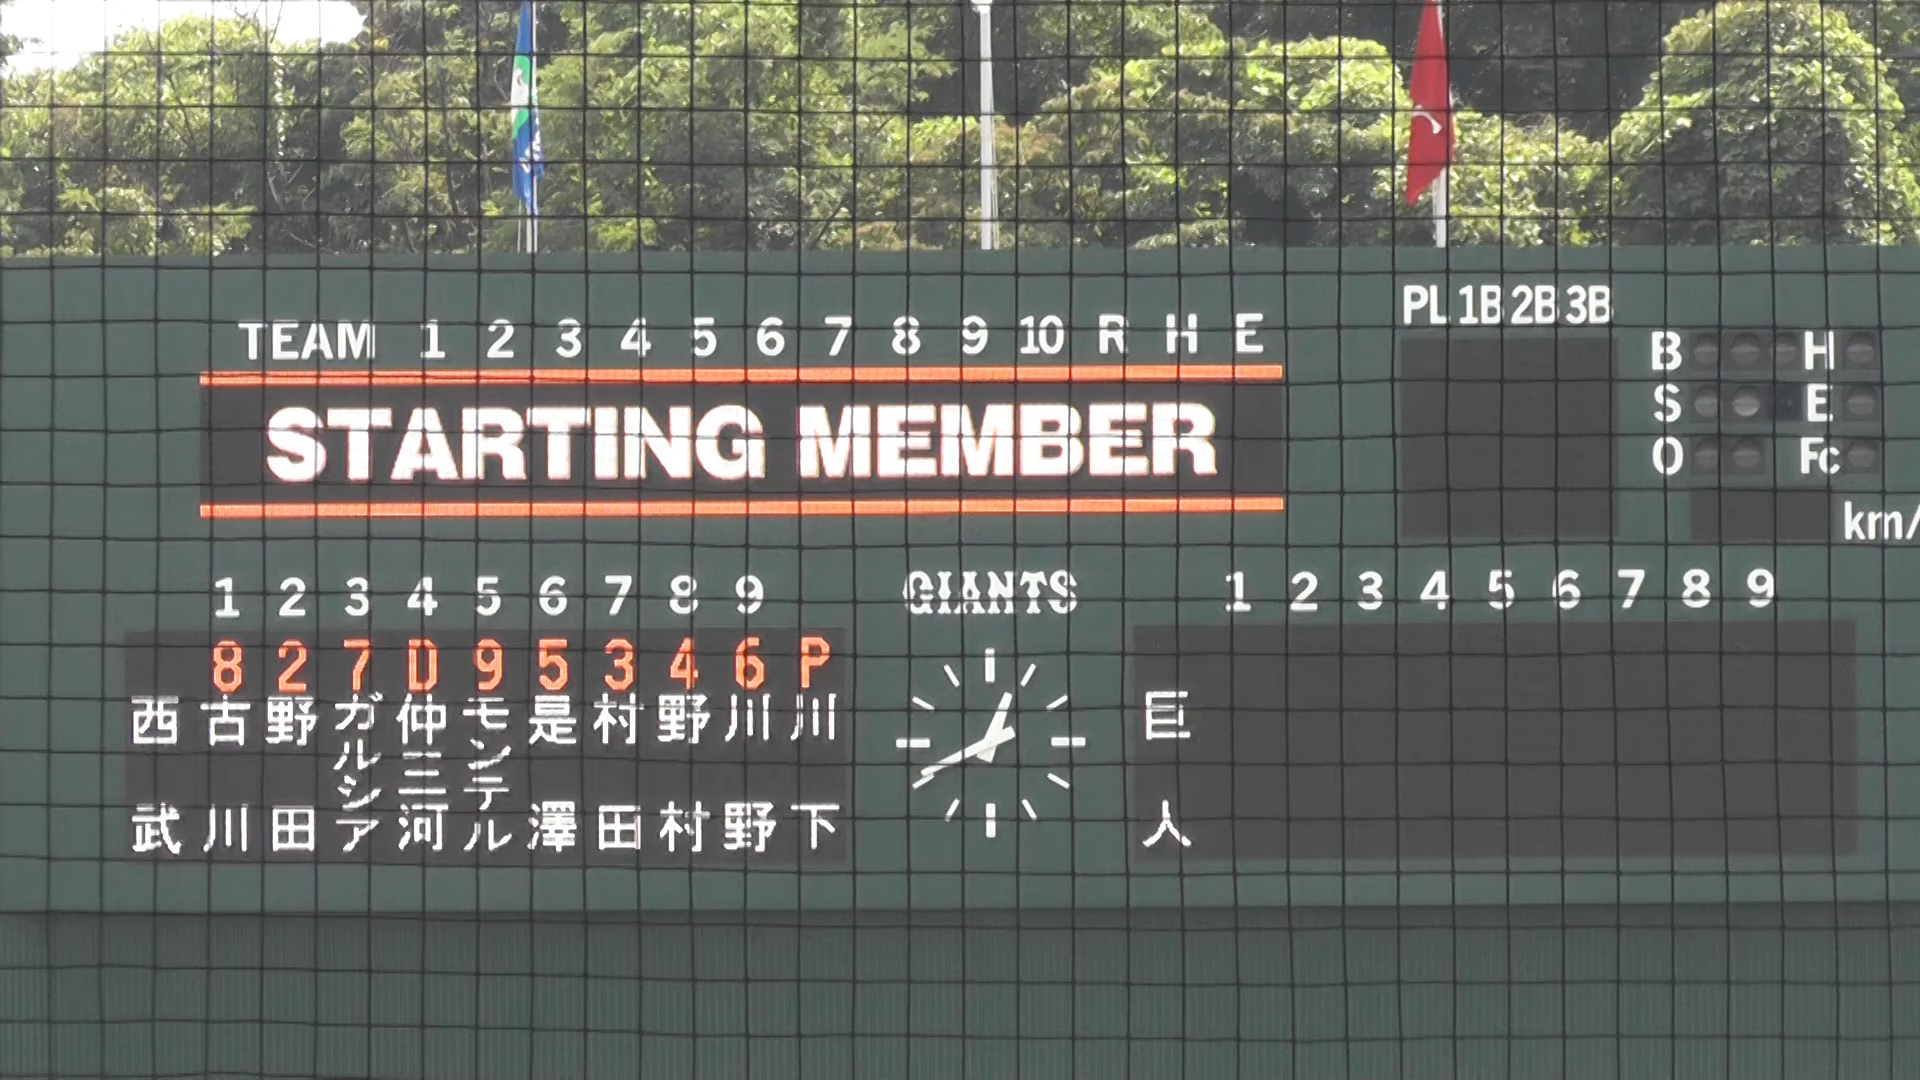 TEAM 1 2 3 4 5 6 7 8 9 10 R H E
STARTING MEMBER
PL 1B 2B 3B
B H
S E
O Fc
km/
1 2 3 4 5 6 7 8 9
8 2 7 D 9 5 3 4 6 P
西武
古川
野田
ガルシア
仲三河
モンテル
是澤
村田
野村
川野
川下
GIANTS
1 2 3 4 5 6 7 8 9
巨人